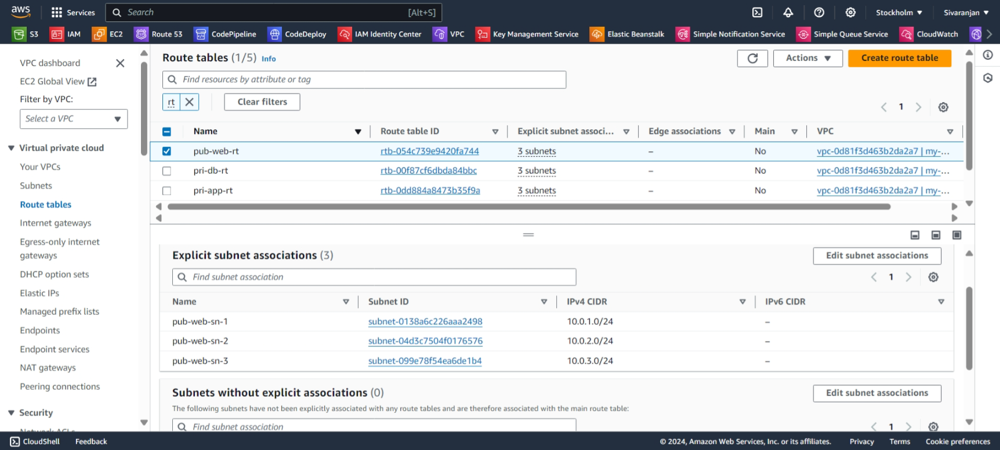 aws
Services
Search
[Alt+S]
Stockholm ▼
Sivaranjan ▼
S3
IAM
EC2
Route 53
CodePipeline
CodeDeploy
IAM Identity Center
VPC
Key Management Service
Elastic Beanstalk
Simple Notification Service
Simple Queue Service
CloudWatch
VPC dashboard
EC2 Global View
Filter by VPC:
Select a VPC
Virtual private cloud
Your VPCs
Subnets
Route tables
Internet gateways
Egress-only internet
gateways
DHCP option sets
Elastic IPs
Managed prefix lists
Endpoints
Endpoint services
NAT gateways
Peering connections
Security
Network ACLs
Route tables (1/5) Info
Actions ▼
Create route table
Find resources by attribute or tag
rt
Clear filters
1
Name
Route table ID
Explicit subnet associ...
Edge associations
Main
VPC
pub-web-rt rtb-054c739e9420fa744 3 subnets – No vpc-0d81f3d463b2da2a7 | my-...
pri-db-rt rtb-00f87cf6dbda84bbc 3 subnets – No vpc-0d81f3d463b2da2a7 | my-...
pri-app-rt rtb-0dd884a8473b35f9a 3 subnets – No vpc-0d81f3d463b2da2a7 | my-...
Explicit subnet associations (3)
Edit subnet associations
Find subnet association
1
Name Subnet ID IPv4 CIDR IPv6 CIDR
pub-web-sn-1 subnet-0138a6c226aaa2498 10.0.1.0/24 –
pub-web-sn-2 subnet-04d3c7504f0176576 10.0.2.0/24 –
pub-web-sn-3 subnet-099e78f54ea6de1b4 10.0.3.0/24 –
Subnets without explicit associations (0)
Edit subnet associations
The following subnets have not been explicitly associated with any route tables and are therefore associated with the main route table:
Find subnet association
1
CloudShell
Feedback
© 2024, Amazon Web Services, Inc. or its affiliates.
Privacy
Terms
Cookie preferences